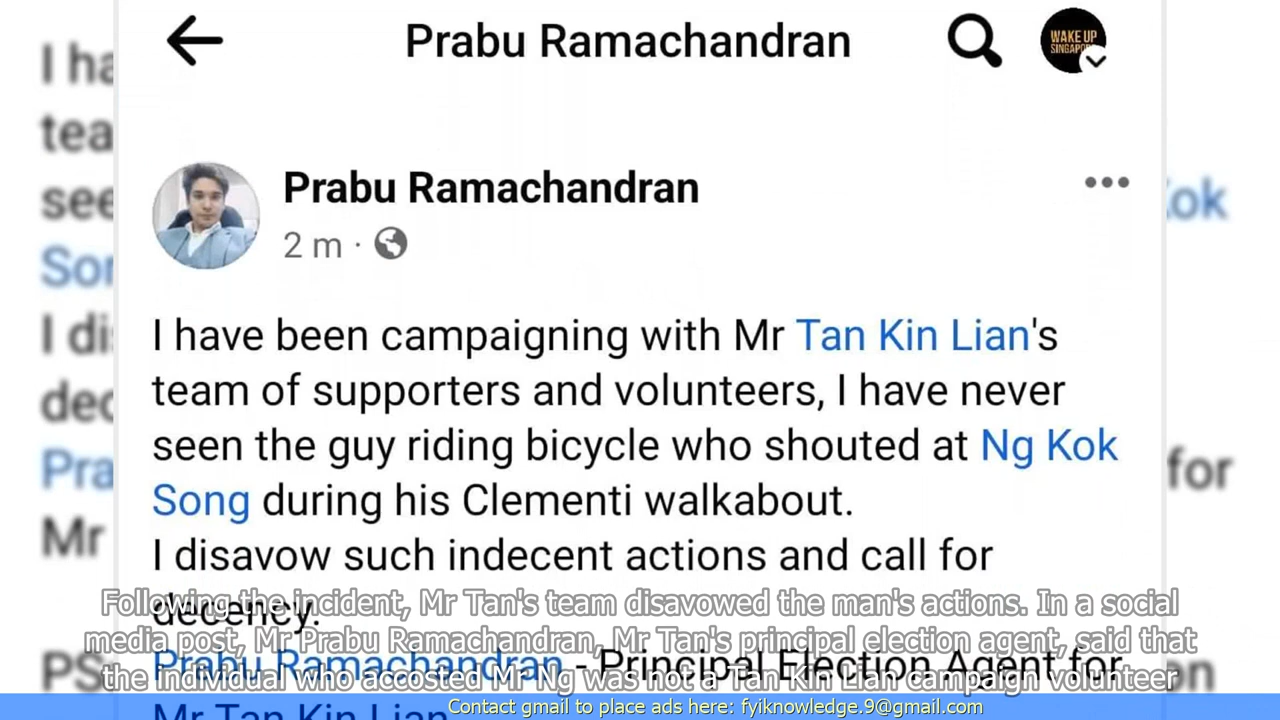 Prabu Ramachandran
WAKE UP
SINGAPORE
Prabu Ramachandran
2 m ·
I have been campaigning with Mr Tan Kin Lian's
team of supporters and volunteers, I have never
seen the guy riding bicycle who shouted at Ng Kok
Song during his Clementi walkabout.
I disavow such indecent actions and call for
decency.
Prabu Ramachandran - Principal Election Agent for
Mr Tan Kin Lian
Following the incident, Mr Tan's team disavowed the man's actions. In a social
media post, Mr Prabu Ramachandran, Mr Tan's principal election agent, said that
the individual who accosted Mr Ng was not a Tan Kin Lian campaign volunteer
Contact gmail to place ads here: fyiknowledge.9@gmail.com